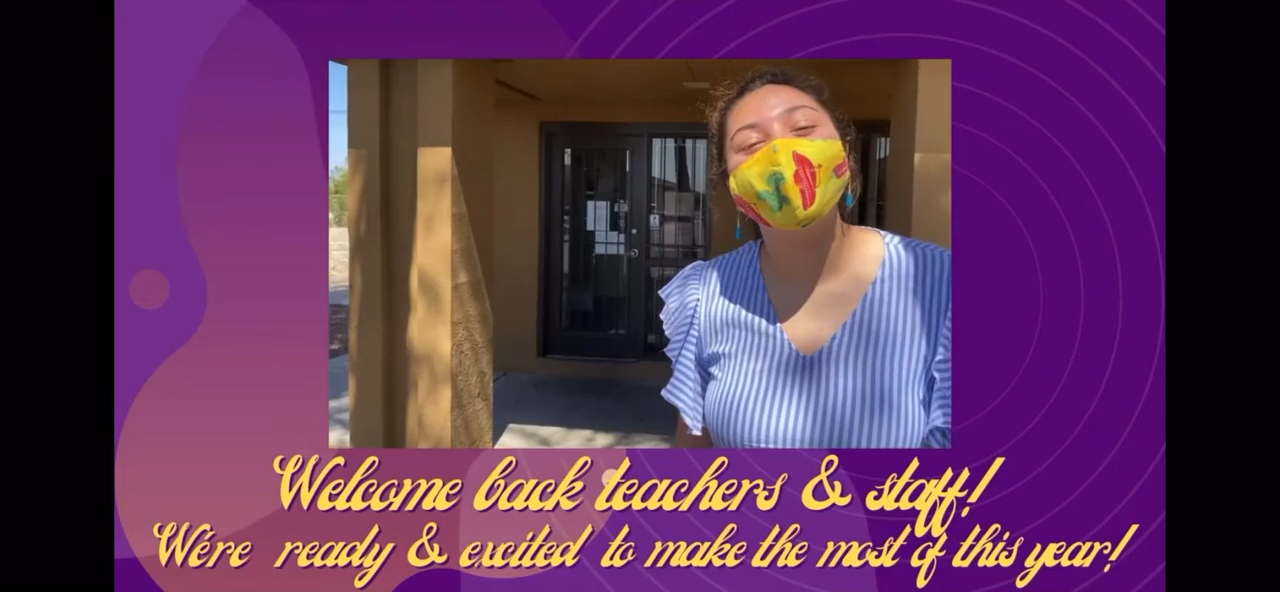 Welcome back teachers & staff!
We're ready & excited to make the most of this year!